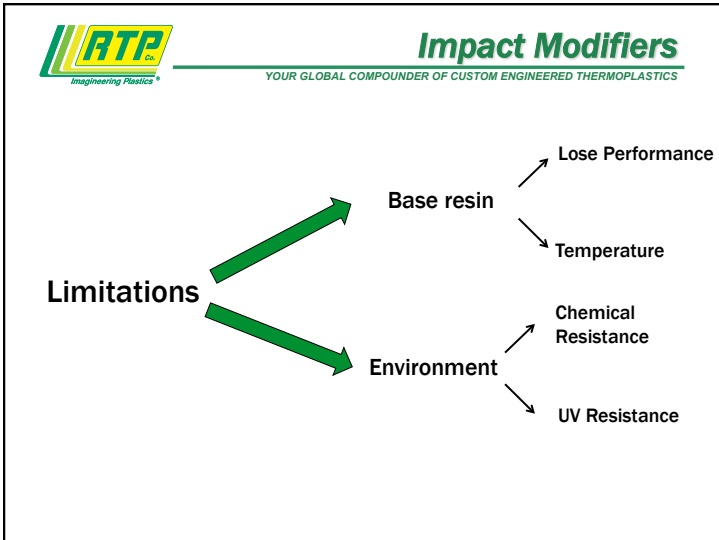 RTP
Co.
Imagineering Plastics®
Impact Modifiers
YOUR GLOBAL COMPOUNDER OF CUSTOM ENGINEERED THERMOPLASTICS
Limitations
Base resin
Lose Performance
Temperature
Environment
Chemical
Resistance
UV Resistance